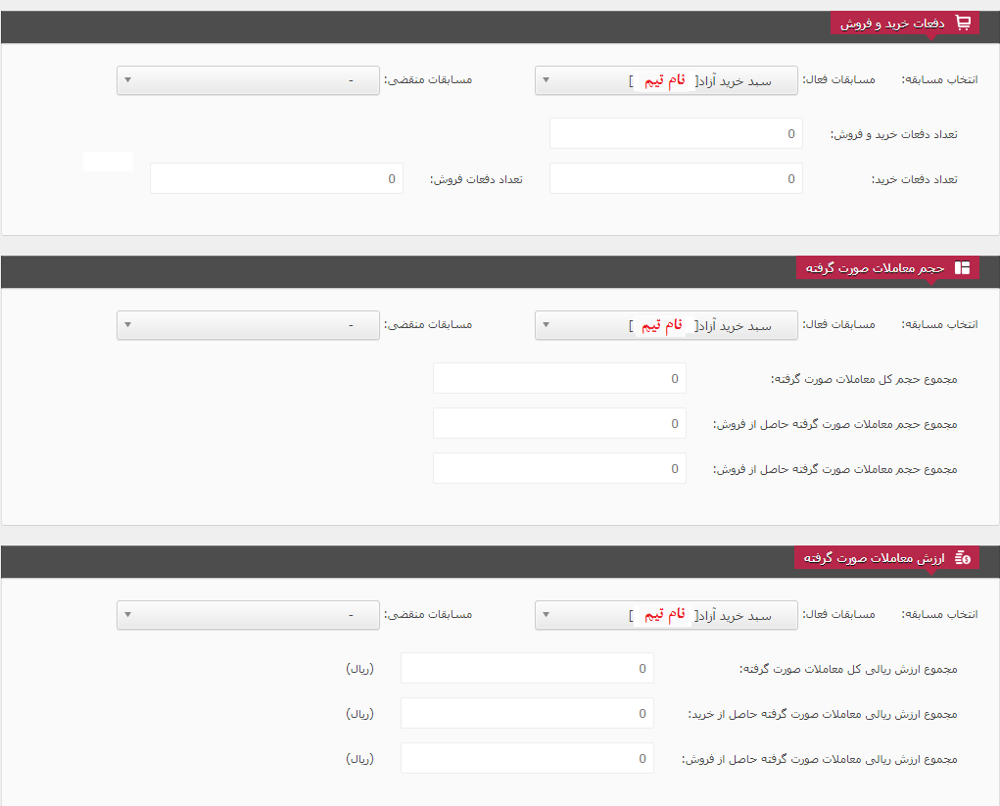 دفعات خرید و فروش
انتخاب مسابقه: مسابقات فعال: سبد خرید آزاد[ نام تیم ] مسابقات منقضی: -
تعداد دفعات خرید و فروش: 0
تعداد دفعات خرید: 0 تعداد دفعات فروش: 0
حجم معاملات صورت گرفته
انتخاب مسابقه: مسابقات فعال: سبد خرید آزاد[ نام تیم ] مسابقات منقضی: -
مجموع حجم کل معاملات صورت گرفته: 0
مجموع حجم معاملات صورت گرفته حاصل از فروش: 0
مجموع حجم معاملات صورت گرفته حاصل از فروش: 0
ارزش معاملات صورت گرفته
انتخاب مسابقه: مسابقات فعال: سبد خرید آزاد[ نام تیم ] مسابقات منقضی: -
مجموع ارزش ریالی کل معاملات صورت گرفته: 0 (ریال)
مجموع ارزش ریالی معاملات صورت گرفته حاصل از خرید: 0 (ریال)
مجموع ارزش ریالی معاملات صورت گرفته حاصل از فروش: 0 (ریال)